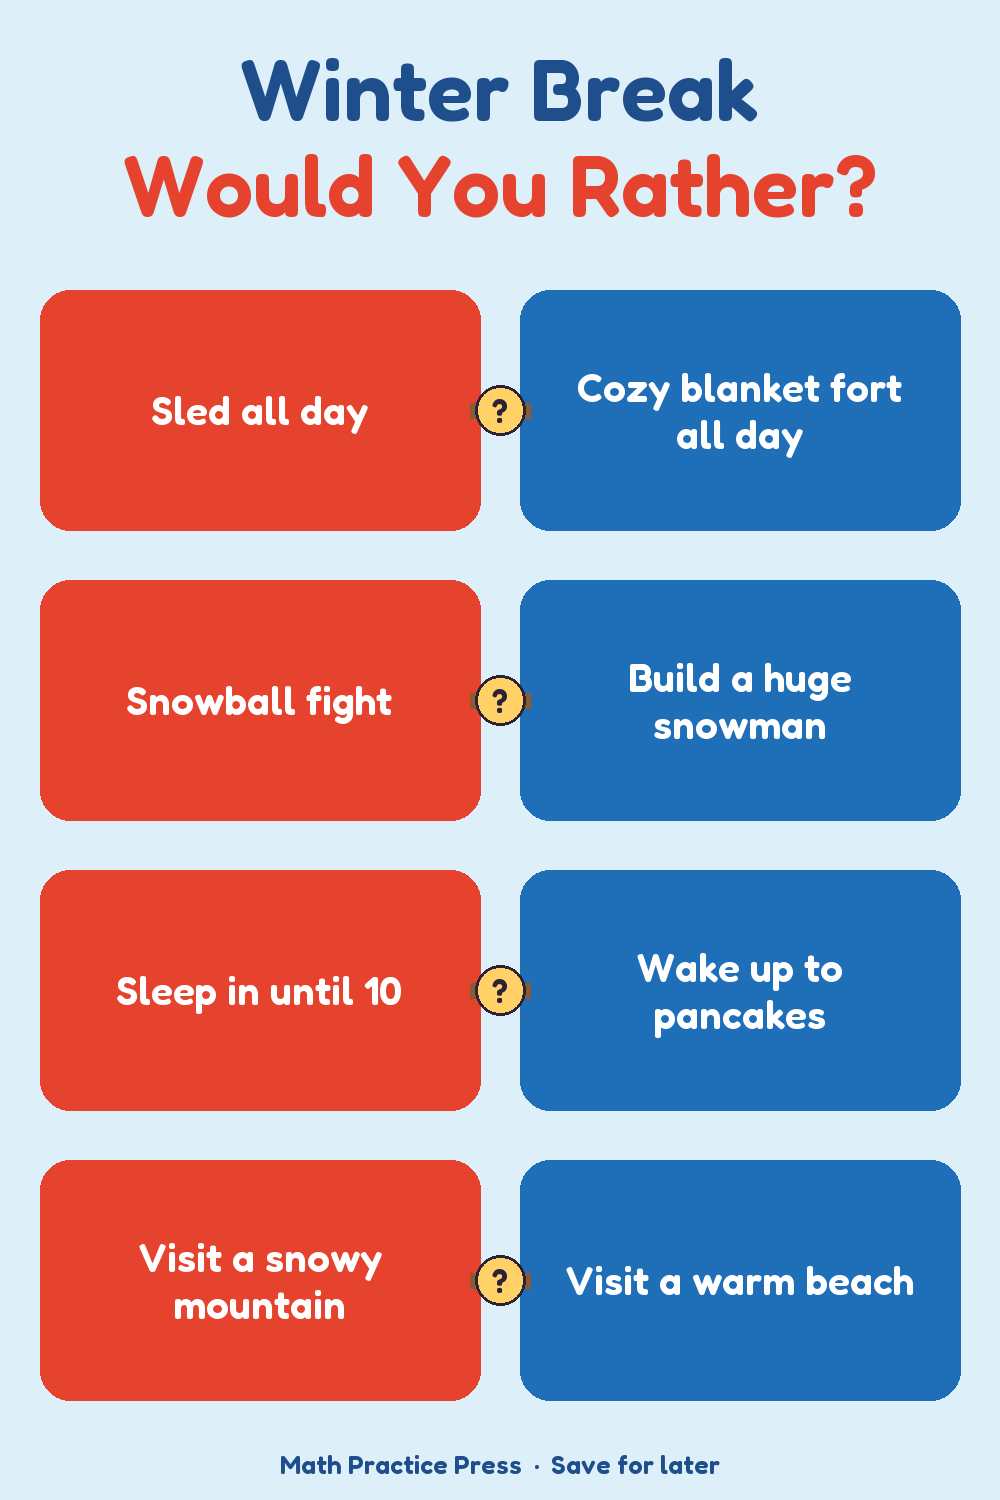 Winter Break
Would You Rather?
Sled all day
?
Cozy blanket fort
all day
Snowball fight
?
Build a huge
snowman
Sleep in until 10
?
Wake up to
pancakes
Visit a snowy
mountain
?
Visit a warm beach
Math Practice Press · Save for later